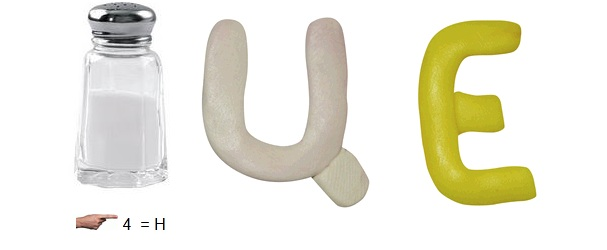 Ц Е
4 = Н